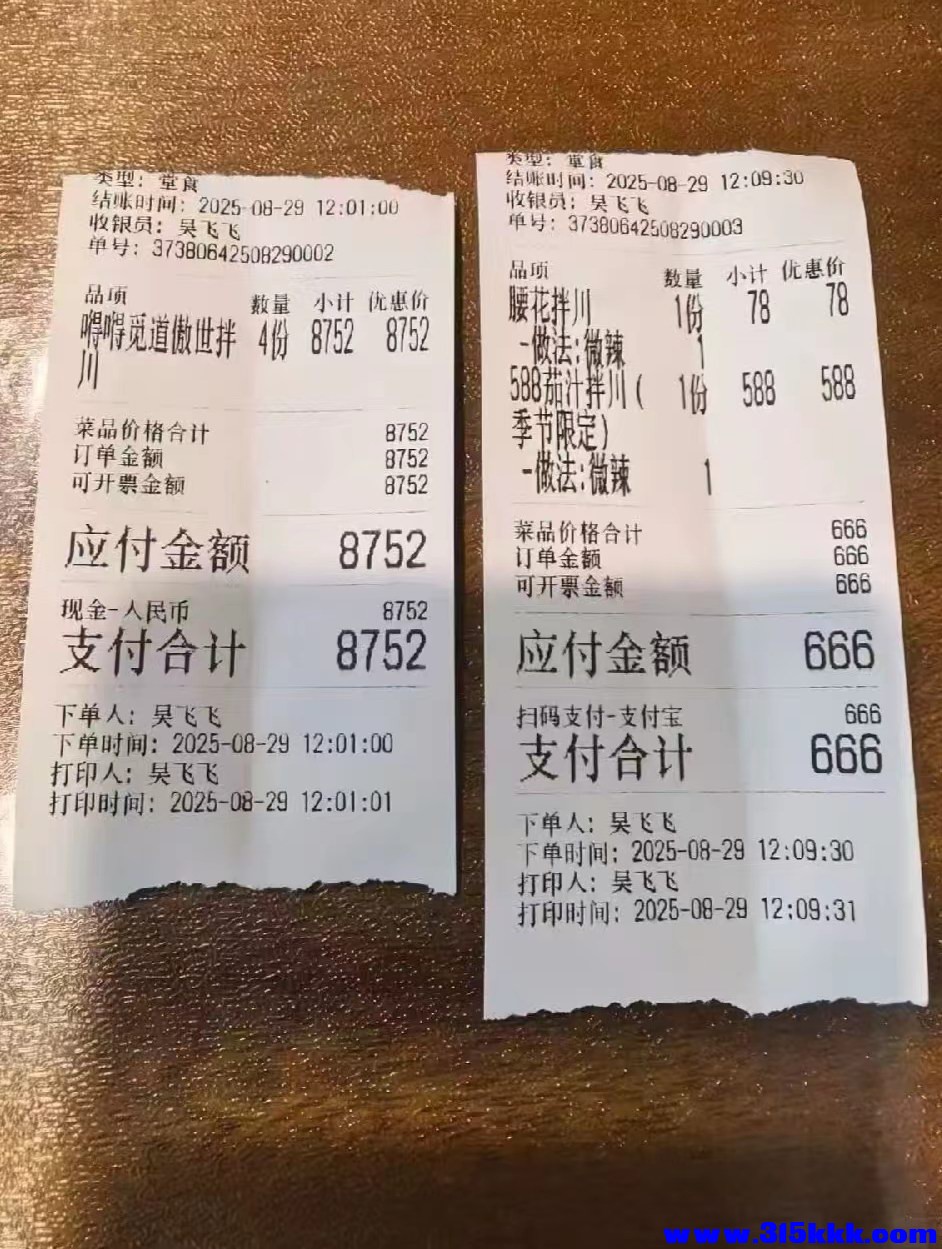 类型: 堂食
结账时间: 2025-08-29 12:01:00
收银员: 吴飞飞
单号: 37380642508290002
品项 数量 小计 优惠价
嘚嘚觅道傲世拌 4份 8752 8752
川
菜品价格合计 8752
订单金额 8752
可开票金额 8752
应付金额 8752
现金-人民币 8752
支付合计 8752
下单人: 吴飞飞
下单时间: 2025-08-29 12:01:00
打印人: 吴飞飞
打印时间: 2025-08-29 12:01:01
类型: 堂食
结账时间: 2025-08-29 12:09:30
收银员: 吴飞飞
单号: 37380642508290003
品项 数量 小计 优惠价
腰花拌川 1份 78 78
-做法:微辣 1
588茄汁拌川( 1份 588 588
季节限定)
-做法:微辣 1
菜品价格合计 666
订单金额 666
可开票金额 666
应付金额 666
扫码支付-支付宝 666
支付合计 666
下单人: 吴飞飞
下单时间: 2025-08-29 12:09:30
打印人: 吴飞飞
打印时间: 2025-08-29 12:09:31
www.315kkk.com